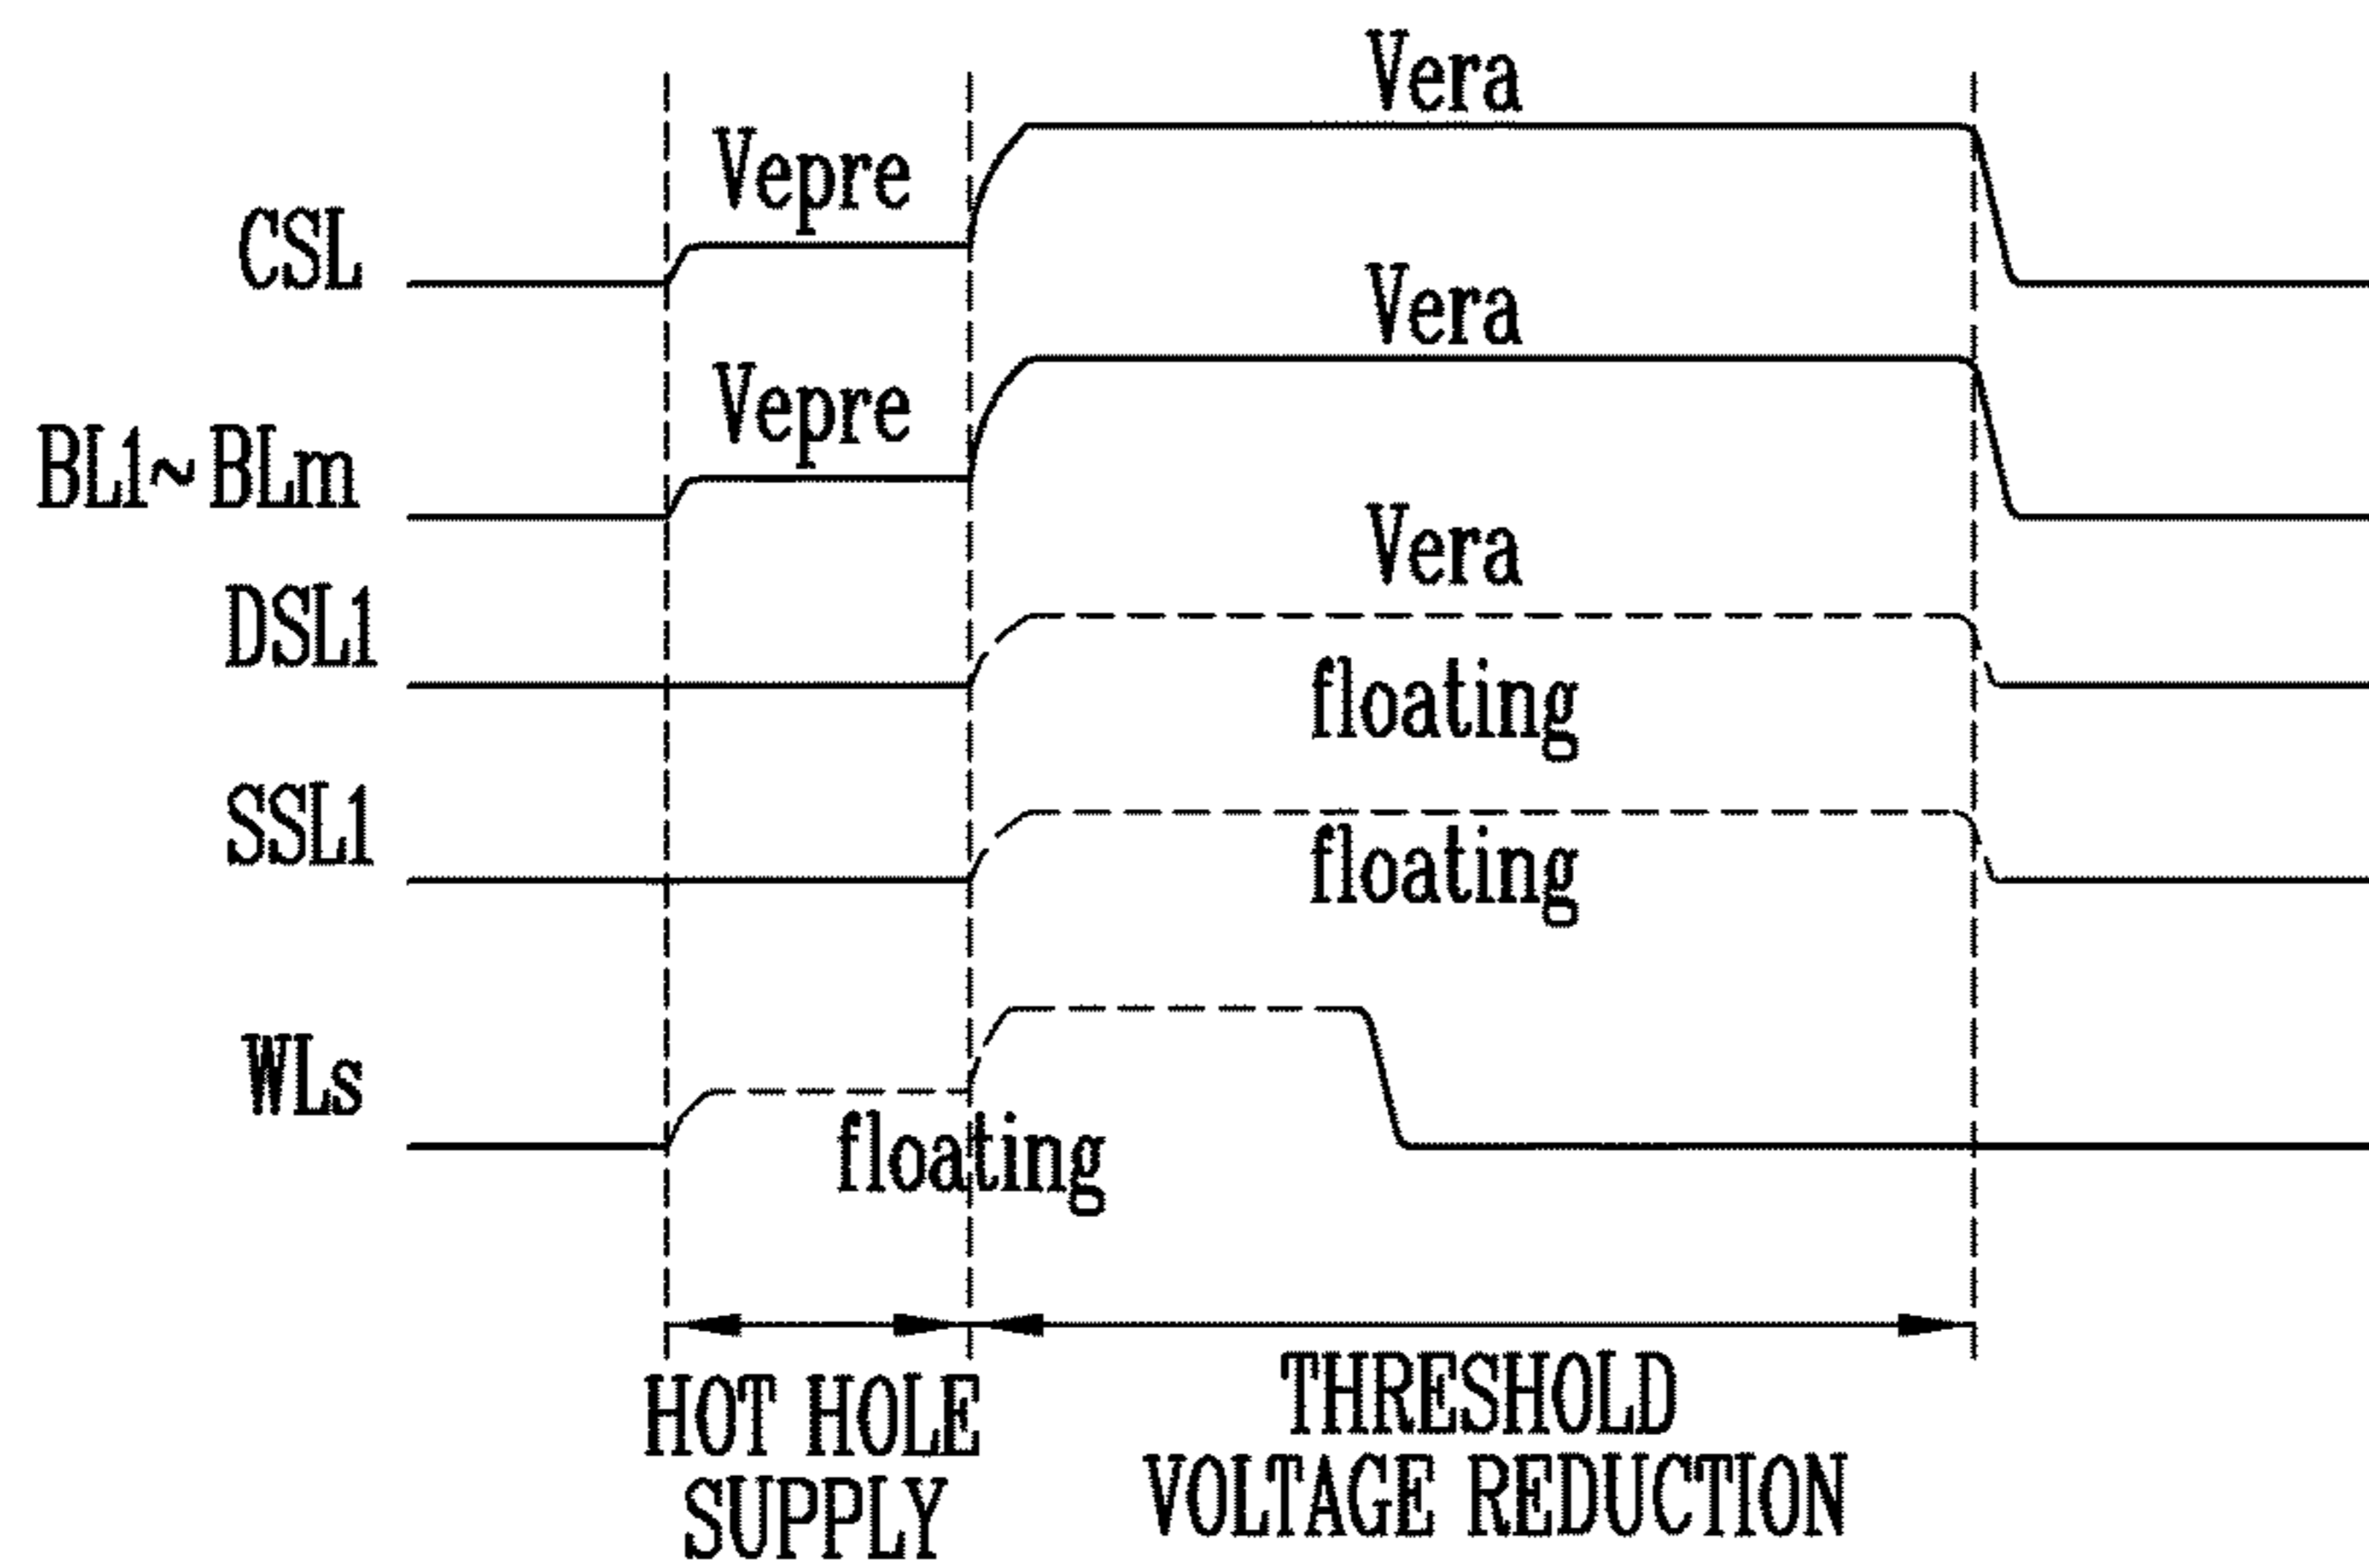 Vera
Vepre
CSL
Vera
Vepre
BL1~BLm
Vera
DSL1
floating
SSL1
floating
WLs
floating
HOT HOLE
SUPPLY
THRESHOLD
VOLTAGE REDUCTION